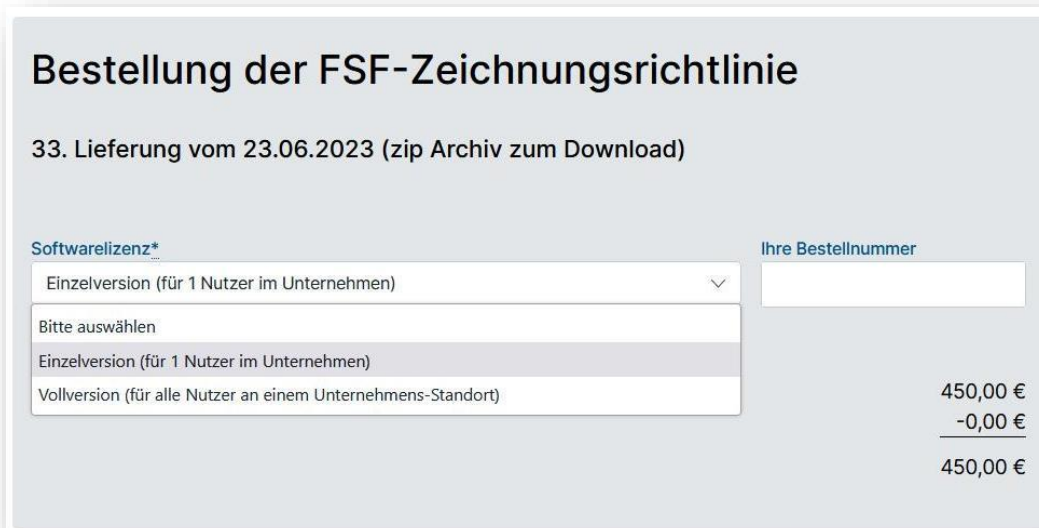 Bestellung der FSF-Zeichnungsrichtlinie
33. Lieferung vom 23.06.2023 (zip Archiv zum Download)
Softwarelizenz*
Ihre Bestellnummer
Einzelversion (für 1 Nutzer im Unternehmen)
Bitte auswählen
Einzelversion (für 1 Nutzer im Unternehmen)
Vollversion (für alle Nutzer an einem Unternehmens-Standort)
450,00 €
-0,00 €
450,00 €